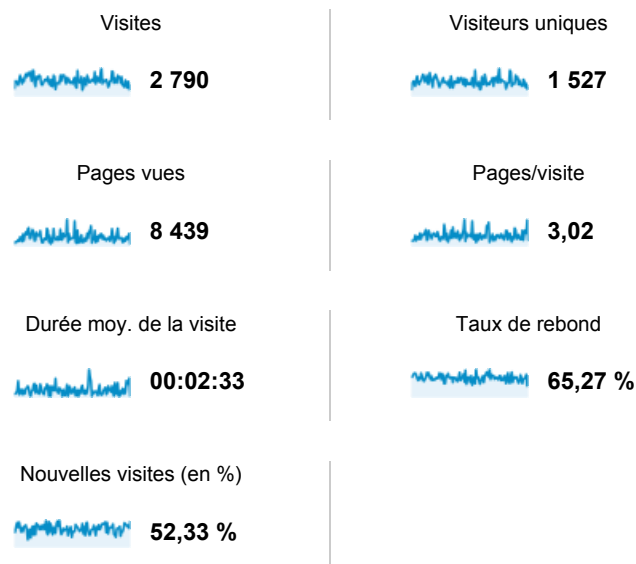 Visites
2 790
Visiteurs uniques
1 527
Pages vues
8 439
Pages/visite
3,02
Durée moy. de la visite
00:02:33
Taux de rebond
65,27 %
Nouvelles visites (en %)
52,33 %